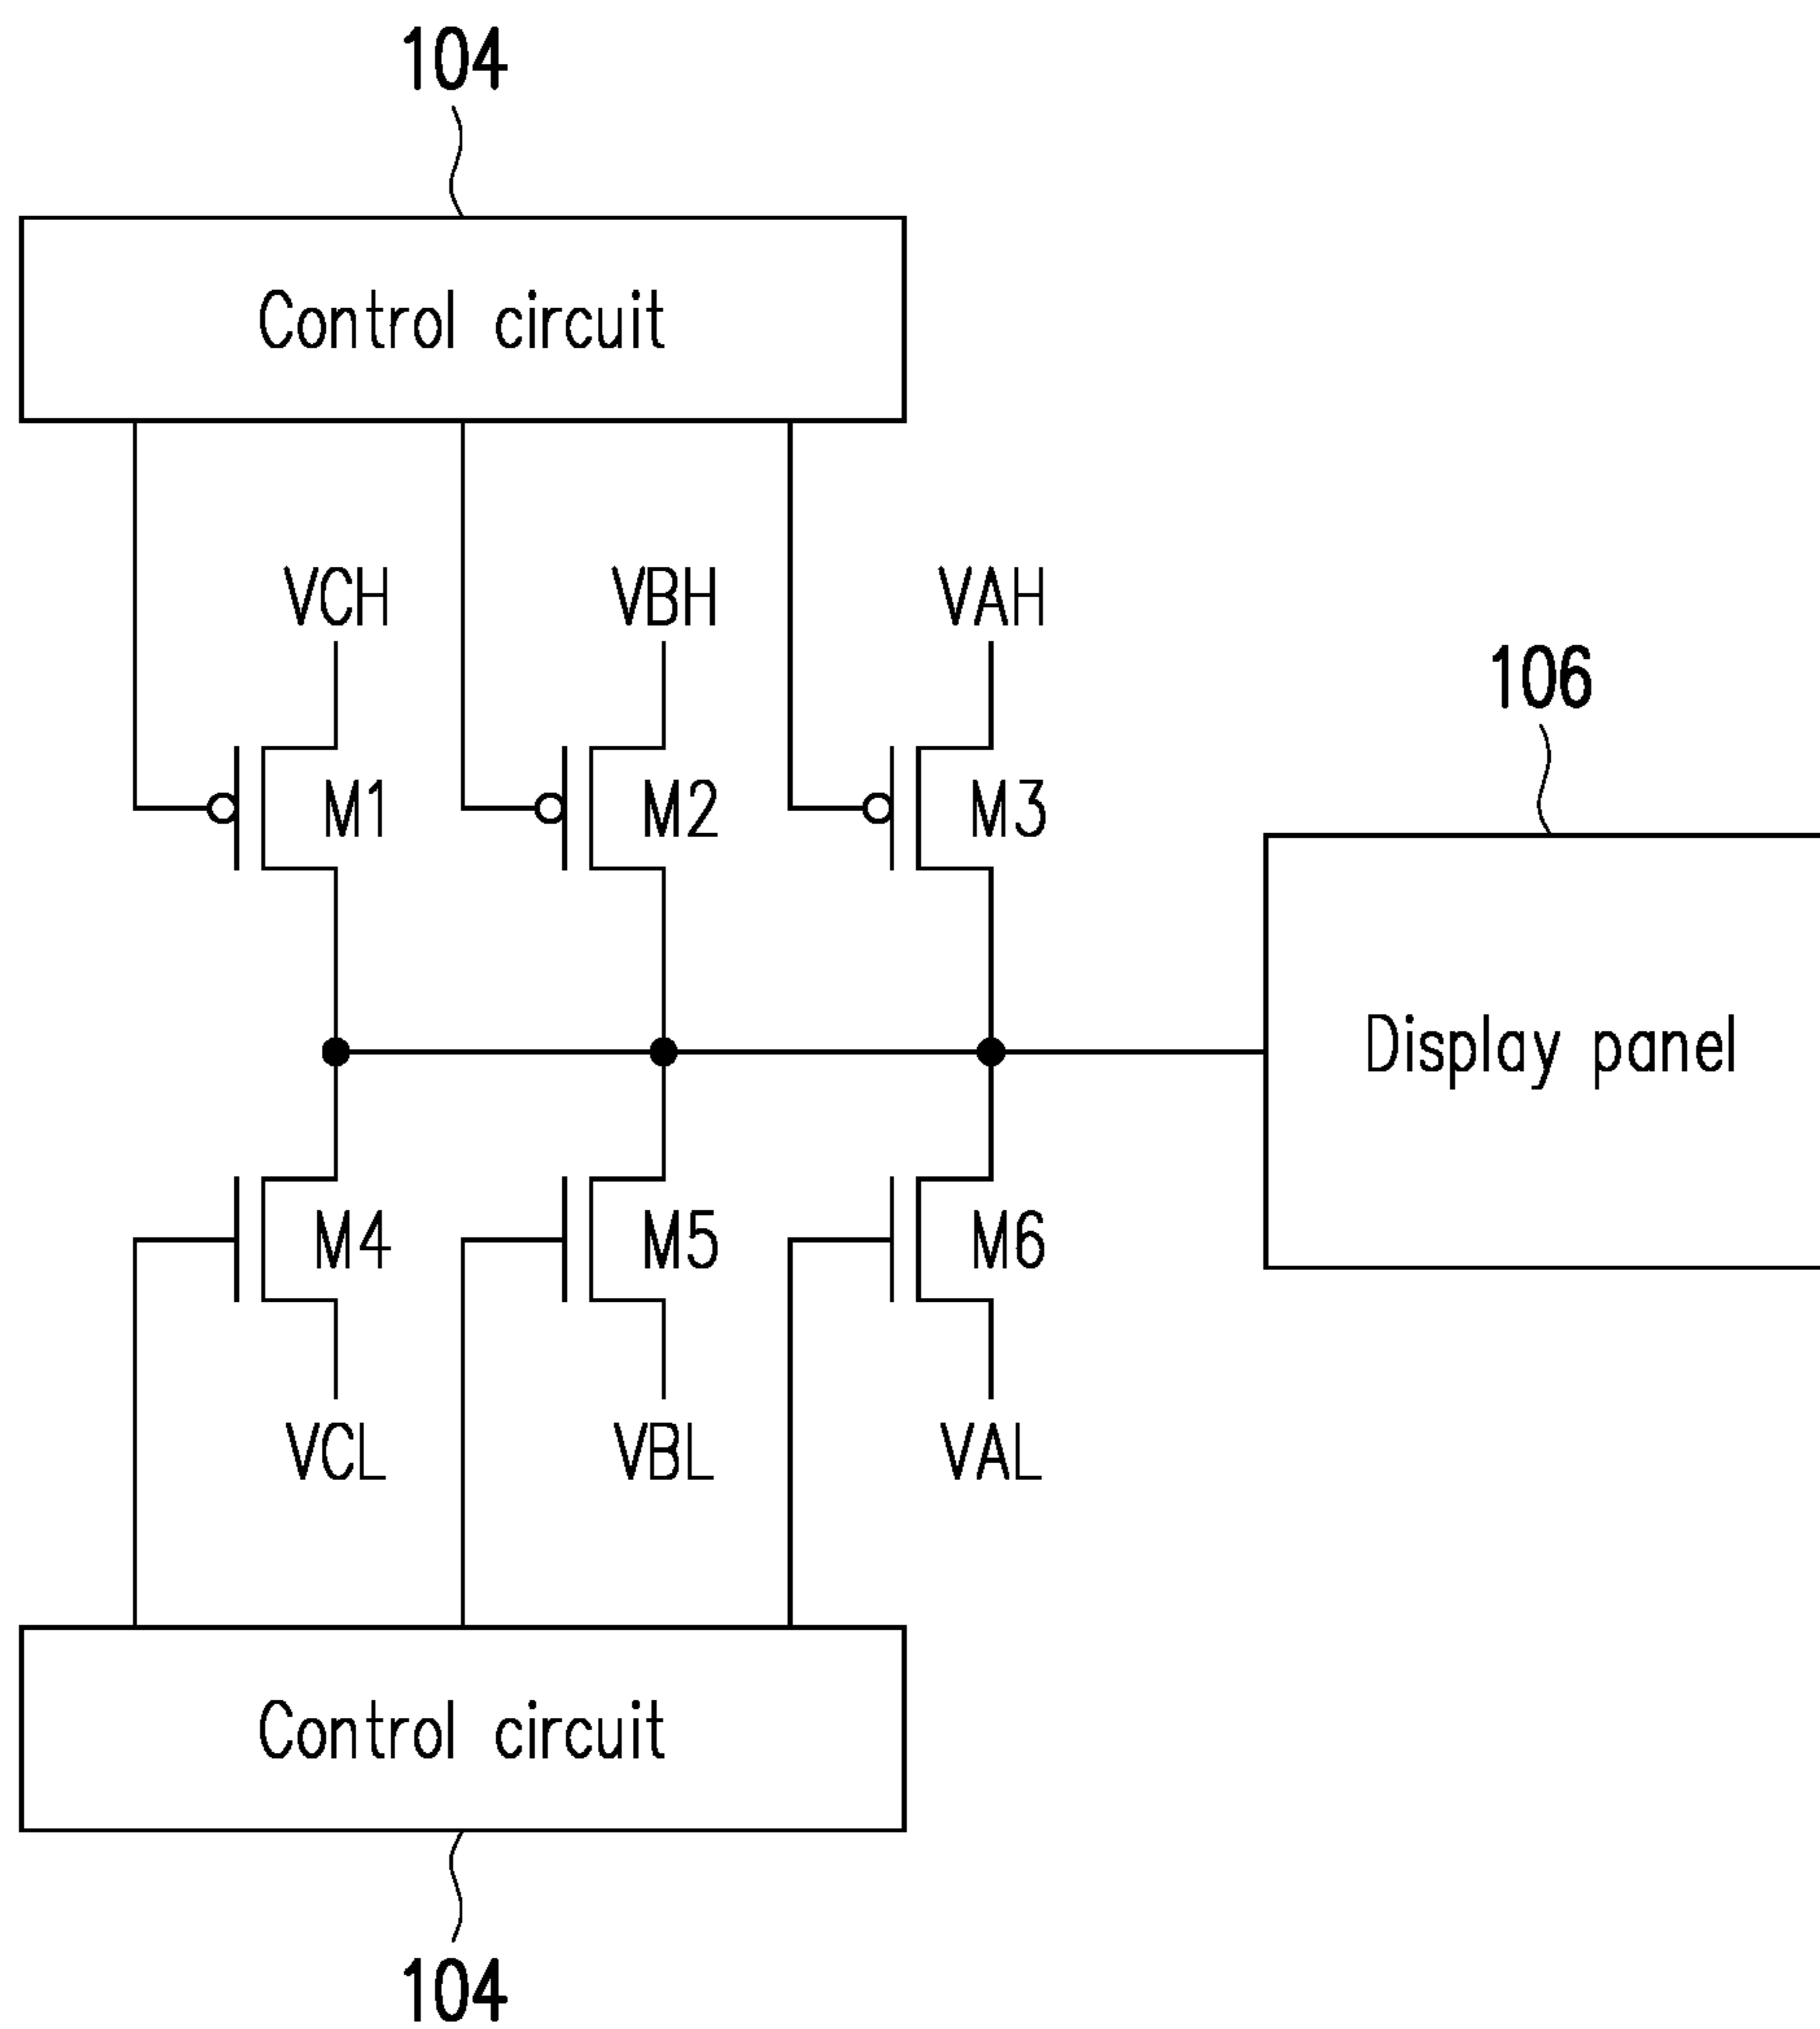 104
Control circuit
VCH VBH VAH
106
M1 M2 M3
Display panel
M4 M5 M6
VCL VBL VAL
Control circuit
104